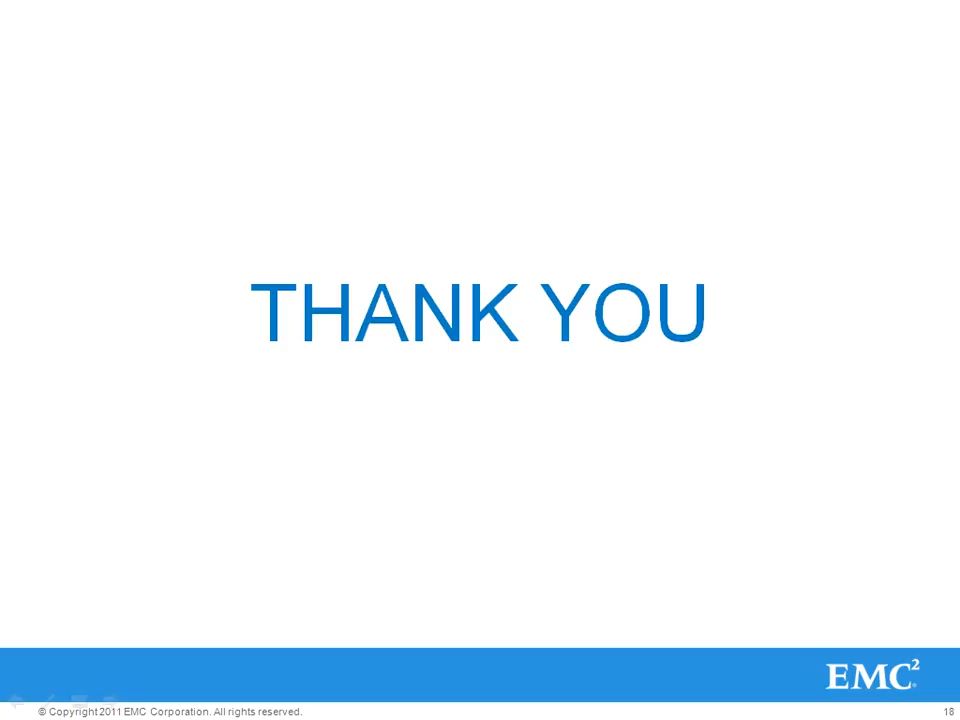 THANK YOU
EMC²
© Copyright 2011 EMC Corporation. All rights reserved.
18